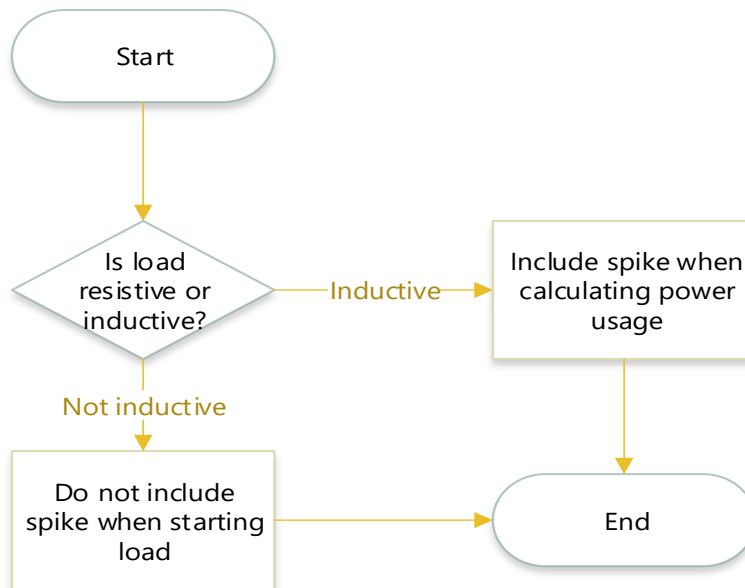 Start
Is load
resistive or
inductive?
Inductive
Include spike when
calculating power
usage
Not inductive
Do not include
spike when starting
load
End